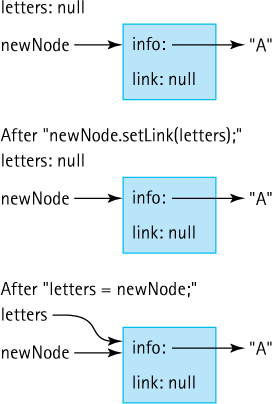 letters: null
newNode info: "A"
link: null
After "newNode.setLink(letters);"
letters: null
newNode info: "A"
link: null
After "letters = newNode;"
letters
newNode info: "A"
link: null